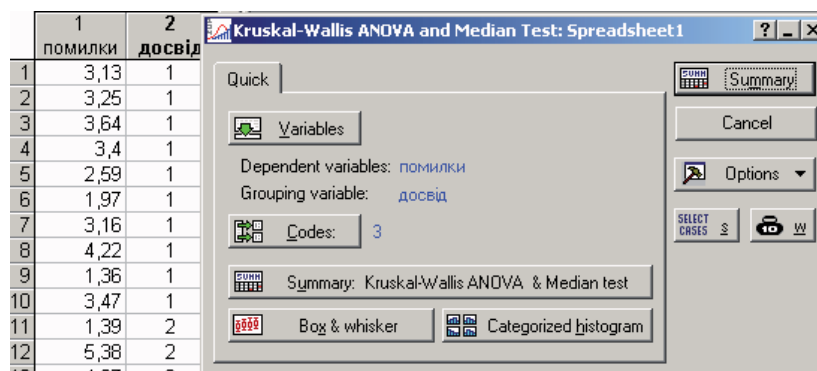 1 2
помилки досвід
1 3,13 1
2 3,25 1
3 3,64 1
4 3,4 1
5 2,59 1
6 1,97 1
7 3,16 1
8 4,22 1
9 1,36 1
10 3,47 1
11 1,39 2
12 5,38 2
Kruskal-Wallis ANOVA and Median Test: Spreadsheet1
Quick
Variables
Dependent variables: помилки
Grouping variable: досвід
Codes: 3
Summary: Kruskal-Wallis ANOVA & Median test
Box & whisker Categorized histogram
SUMM Summary
Cancel
Options
SELECT CASES S W